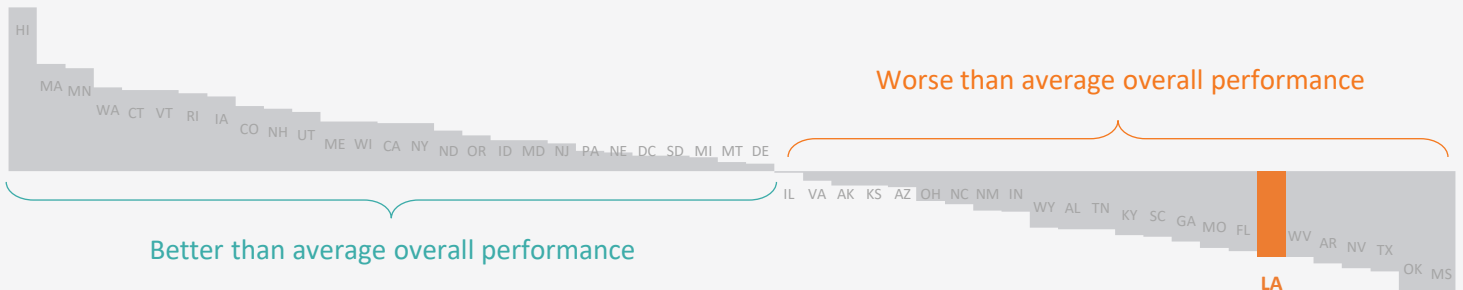 HI
MA
MN
WA
CT
VT
RI
IA
CO
NH
UT
ME
WI
CA
NY
ND
OR
ID
MD
NJ
PA
NE
DC
SD
MI
MT
DE
Worse than average overall performance
IL
VA
AK
KS
AZ
OH
NC
NM
IN
WY
AL
TN
KY
SC
GA
MO
FL
LA
WV
AR
NV
TX
OK
MS
Better than average overall performance